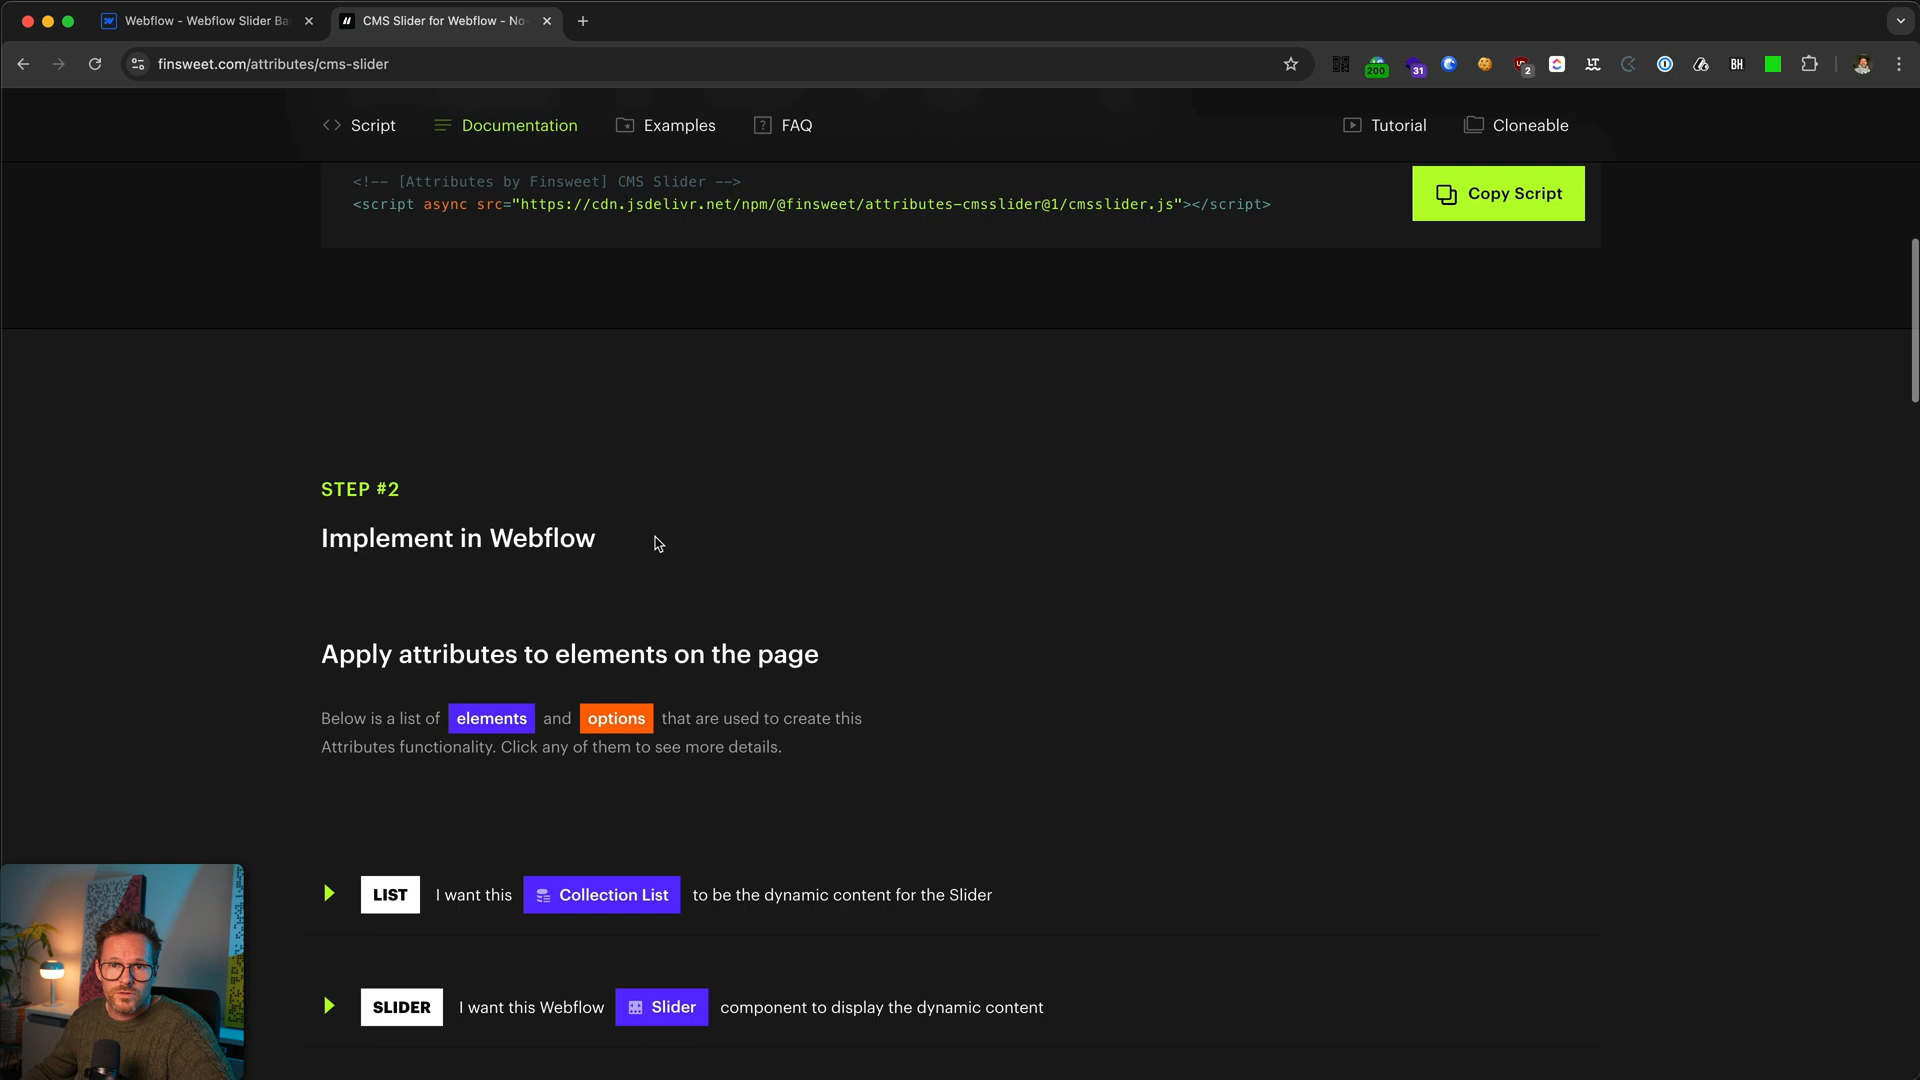 Webflow - Webflow Slider Ba
CMS Slider for Webflow - No-
finsweet.com/attributes/cms-slider
200
31
2
BH
Script
Documentation
Examples
FAQ
Tutorial
Cloneable
<!-- [Attributes by Finsweet] CMS Slider -->
<script async src="https://cdn.jsdelivr.net/npm/@finsweet/attributes-cmsslider@1/cmsslider.js"></script>
Copy Script
STEP #2
Implement in Webflow
Apply attributes to elements on the page
Below is a list of elements and options that are used to create this
Attributes functionality. Click any of them to see more details.
LIST I want this Collection List to be the dynamic content for the Slider
SLIDER I want this Webflow Slider component to display the dynamic content